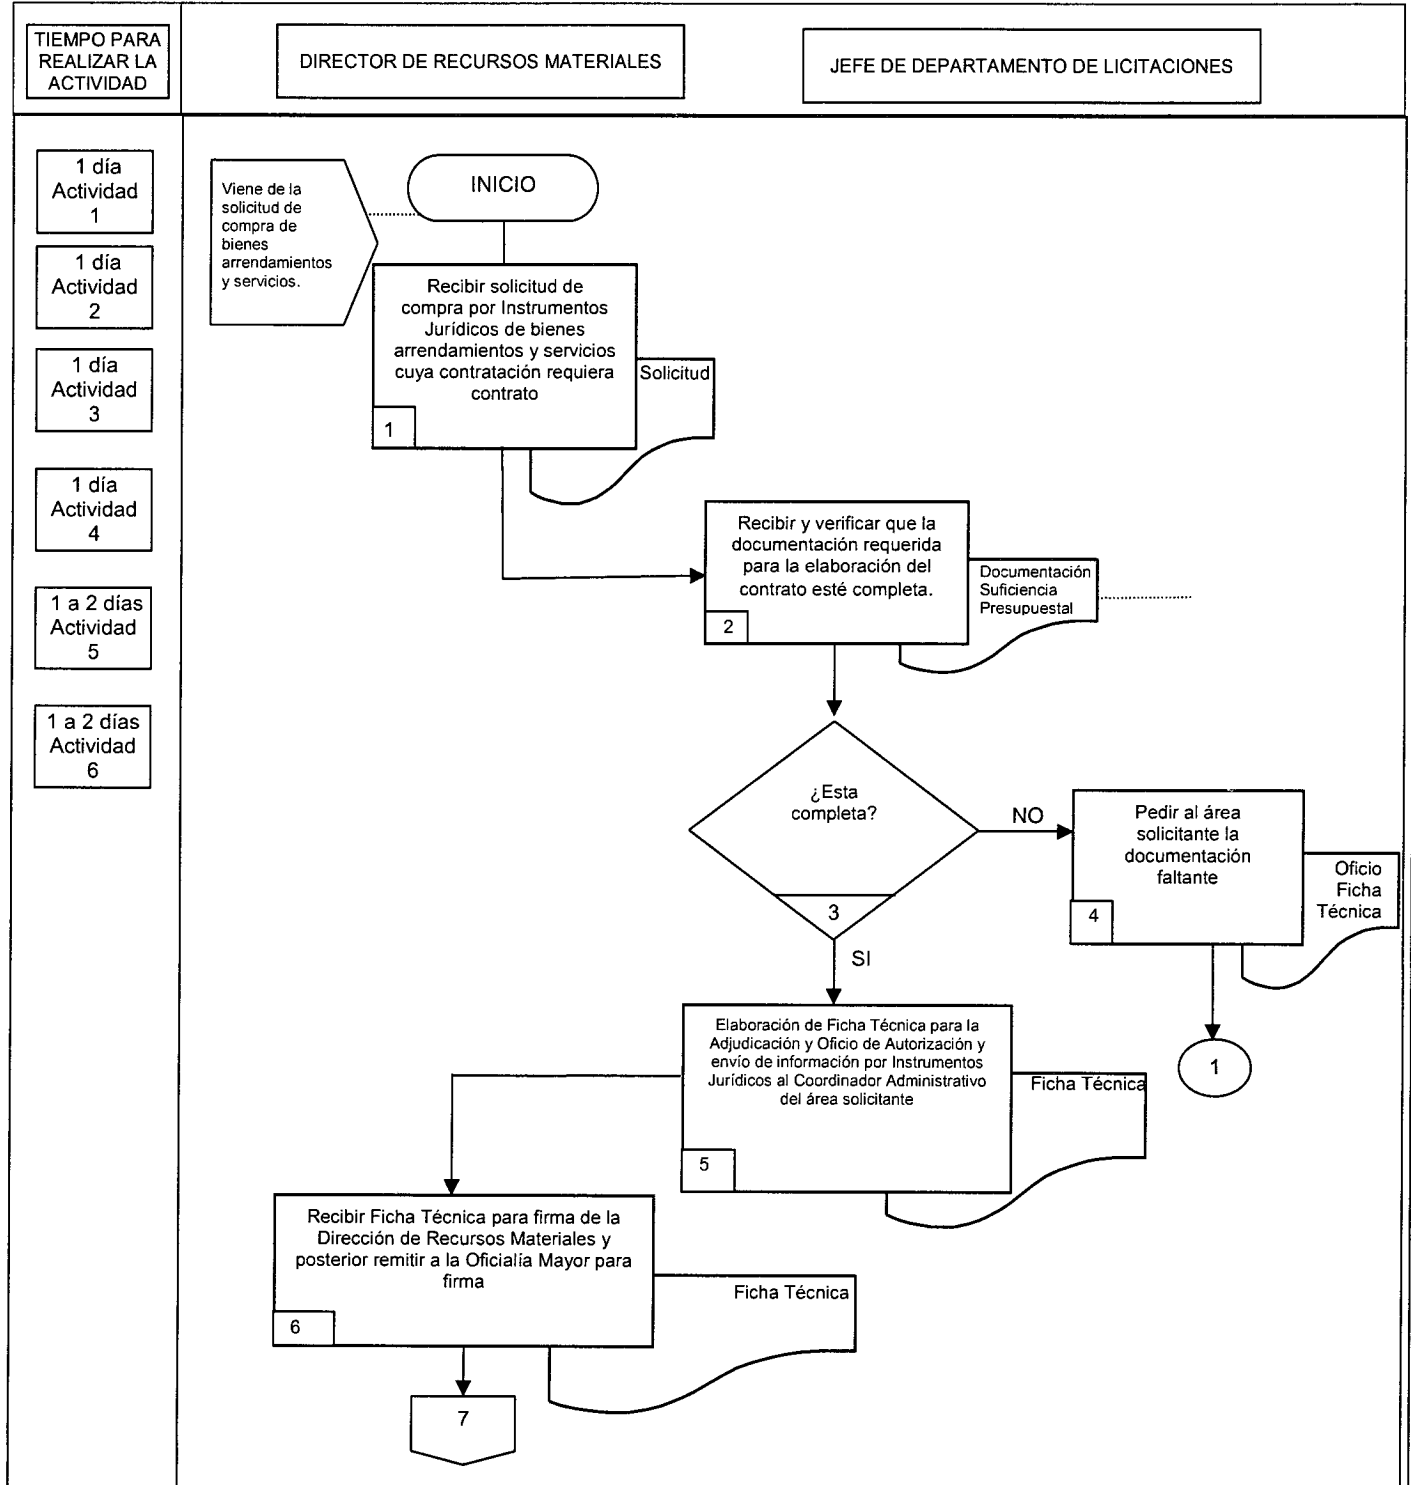 TIEMPO PARA
REALIZAR LA
ACTIVIDAD
DIRECTOR DE RECURSOS MATERIALES
JEFE DE DEPARTAMENTO DE LICITACIONES
1 día
Actividad
1
1 día
Actividad
2
1 día
Actividad
3
1 día
Actividad
4
1 a 2 días
Actividad
5
1 a 2 días
Actividad
6
Viene de la
solicitud de
compra de
bienes
arrendamientos
y servicios.
INICIO
Recibir solicitud de
compra por Instrumentos
Jurídicos de bienes
arrendamientos y servicios
cuya contratación requiera
contrato
1
Solicitud
Recibir y verificar que la
documentación requerida
para la elaboración del
contrato esté completa.
2
Documentación
Suficiencia
Presupuestal
¿Esta
completa?
3
NO
Pedir al área
solicitante la
documentación
faltante
4
Oficio
Ficha
Técnica
1
SI
Elaboración de Ficha Técnica para la
Adjudicación y Oficio de Autorización y
envío de información por Instrumentos
Jurídicos al Coordinador Administrativo
del área solicitante
5
Ficha Técnica
Recibir Ficha Técnica para firma de la
Dirección de Recursos Materiales y
posterior remitir a la Oficialía Mayor para
firma
6
Ficha Técnica
7